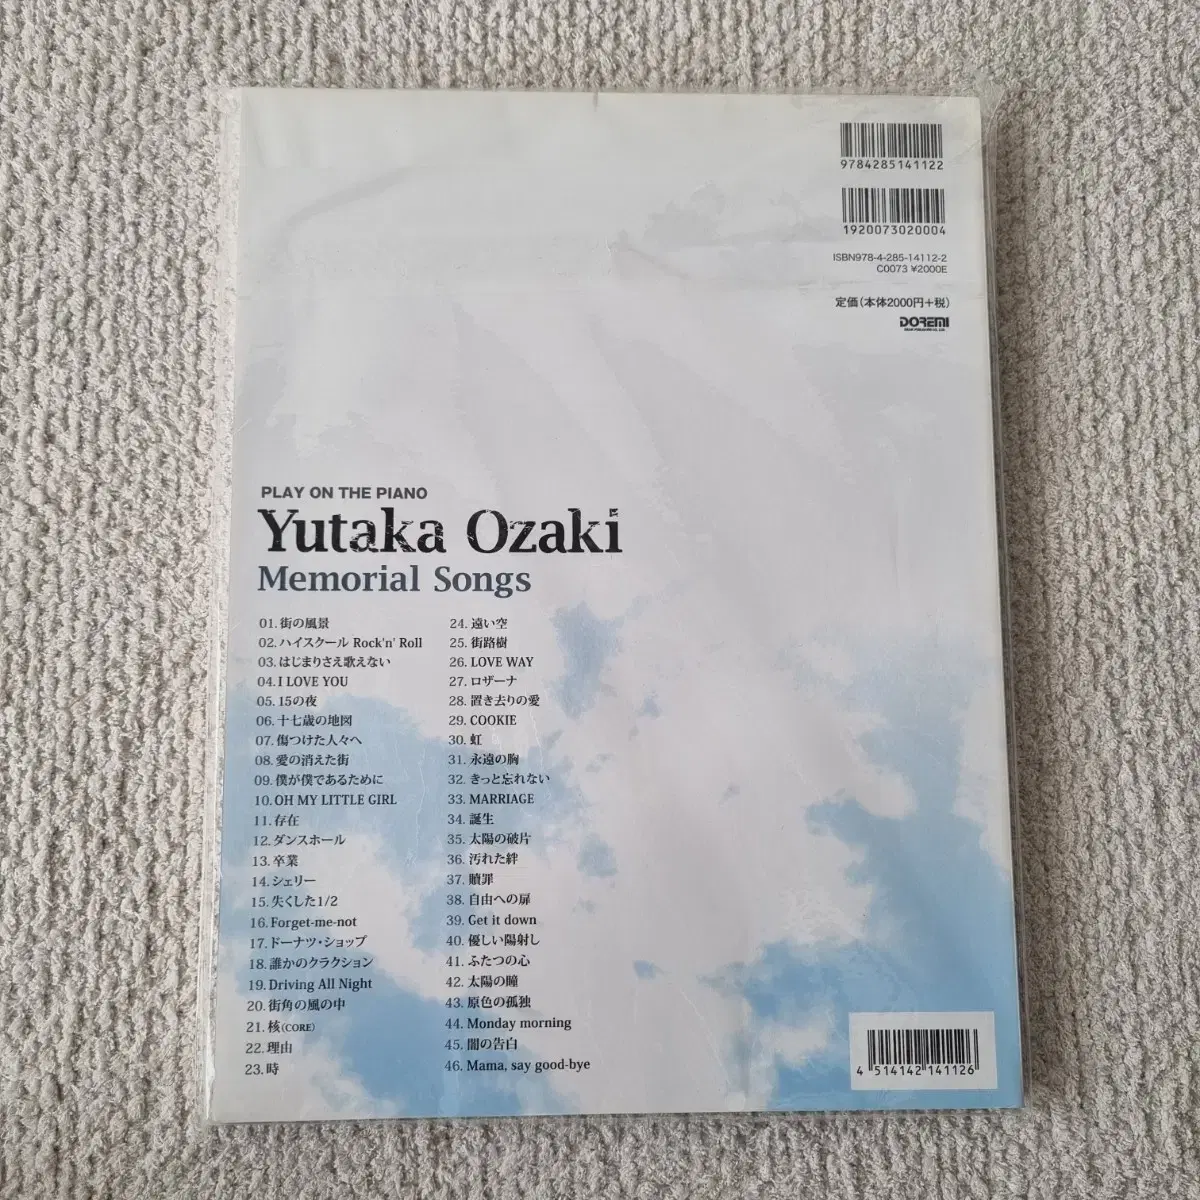 9784285141122
1920073020004
ISBN978-4-285-14112-2
C0073 ¥2000E
定価(本体2000円+税)
DOREMI
PLAY ON THE PIANO
Yutaka Ozaki
Memorial Songs
01. 街の風景
02. ハイスクール Rock'n' Roll
03. はじまりさえ歌えない
04. I LOVE YOU
05. 15の夜
06. 十七歳の地図
07. 傷つけた人々へ
08. 愛の消えた街
09. 僕が僕であるために
10. OH MY LITTLE GIRL
11. 存在
12. ダンスホール
13. 卒業
14. シェリー
15. 失くした1/2
16. Forget-me-not
17. ドーナツ・ショップ
18. 誰かのクラクション
19. Driving All Night
20. 街角の風の中
21. 核(CORE)
22. 理由
23. 時
24. 遠い空
25. 街路樹
26. LOVE WAY
27. ロザーナ
28. 置き去りの愛
29. COOKIE
30. 虹
31. 永遠の胸
32. きっと忘れない
33. MARRIAGE
34. 誕生
35. 太陽の破片
36. 汚れた絆
37. 贖罪
38. 自由への扉
39. Get it down
40. 優しい陽射し
41. ふたつの心
42. 太陽の瞳
43. 原色の孤独
44. Monday morning
45. 闇の告白
46. Mama, say good-bye
4 514142 141126